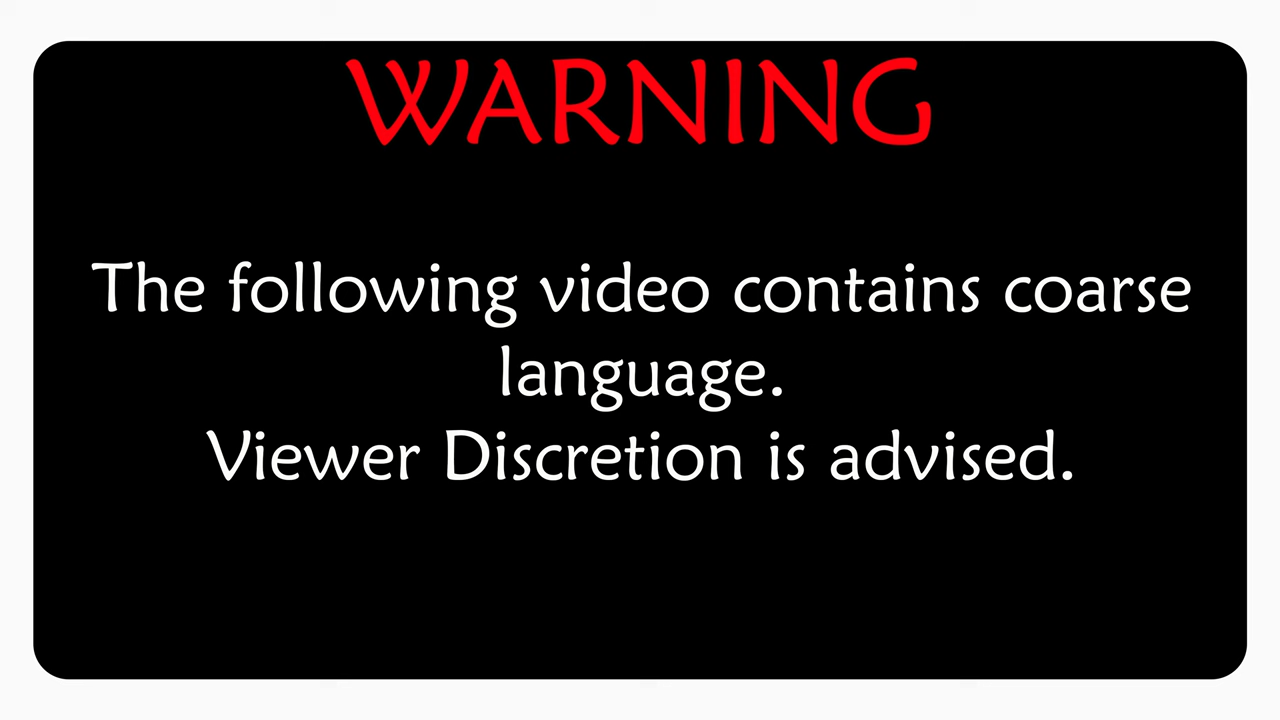 WARNING
The following video contains coarse
language.
Viewer Discretion is advised.